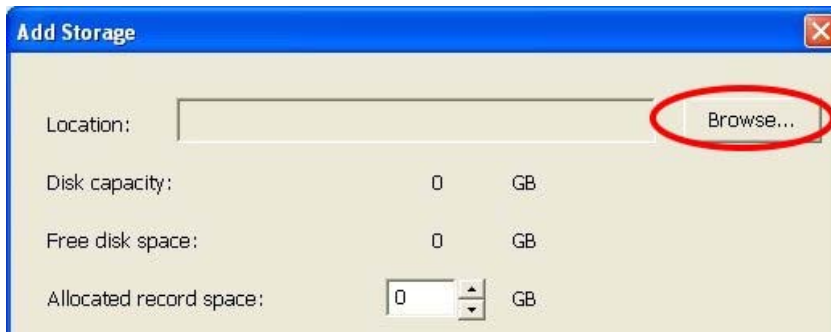 Add Storage
Location: Browse...
Disk capacity: 0 GB
Free disk space: 0 GB
Allocated record space: 0 GB